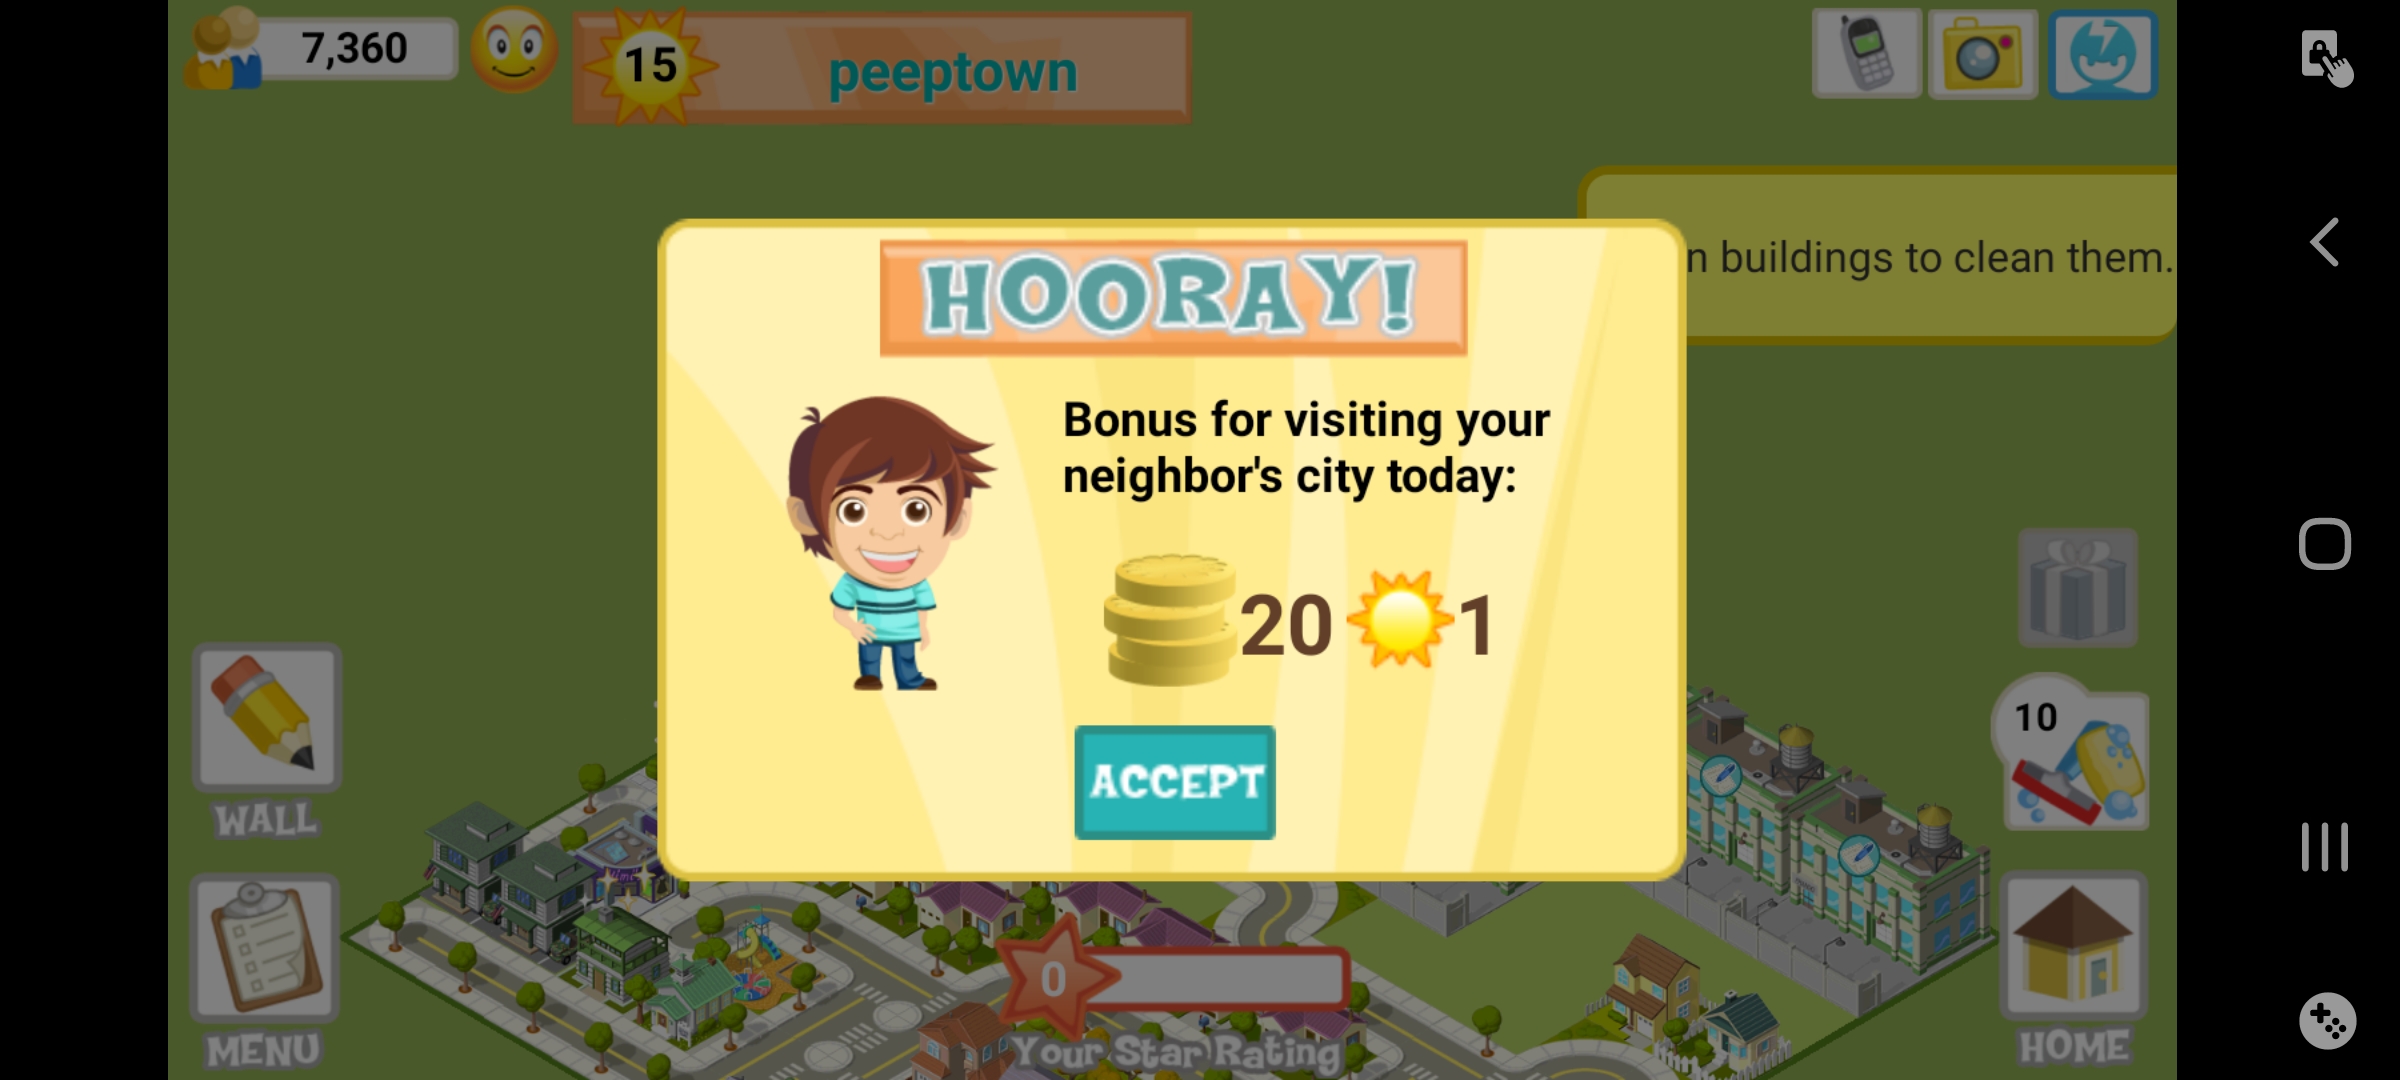 7,360
15
peeptown
n buildings to clean them.
HOORAY!
Bonus for visiting your
neighbor's city today:
20 1
ACCEPT
10
WALL
MENU
0
Your Star Rating
HOME